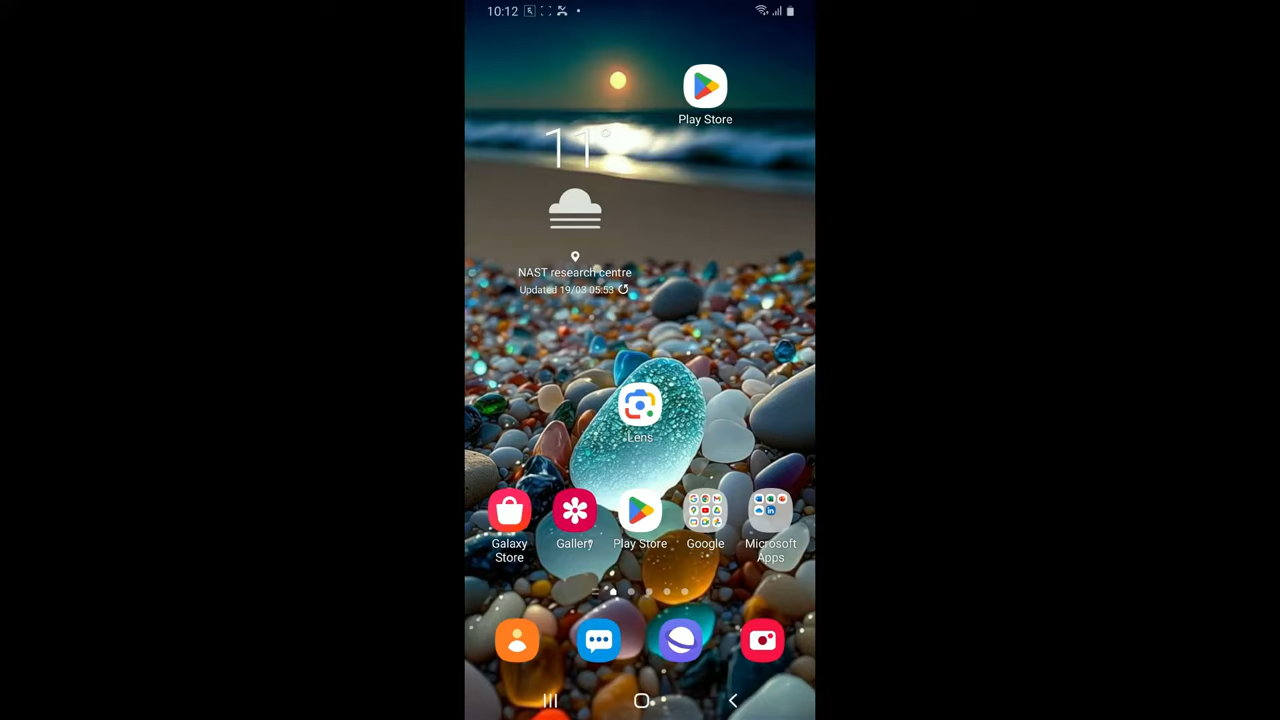 10:12
Play Store
11°
NAST research centre
Updated 19/03 05:53
Lens
Galaxy Store
Gallery
Play Store
Google
Microsoft Apps